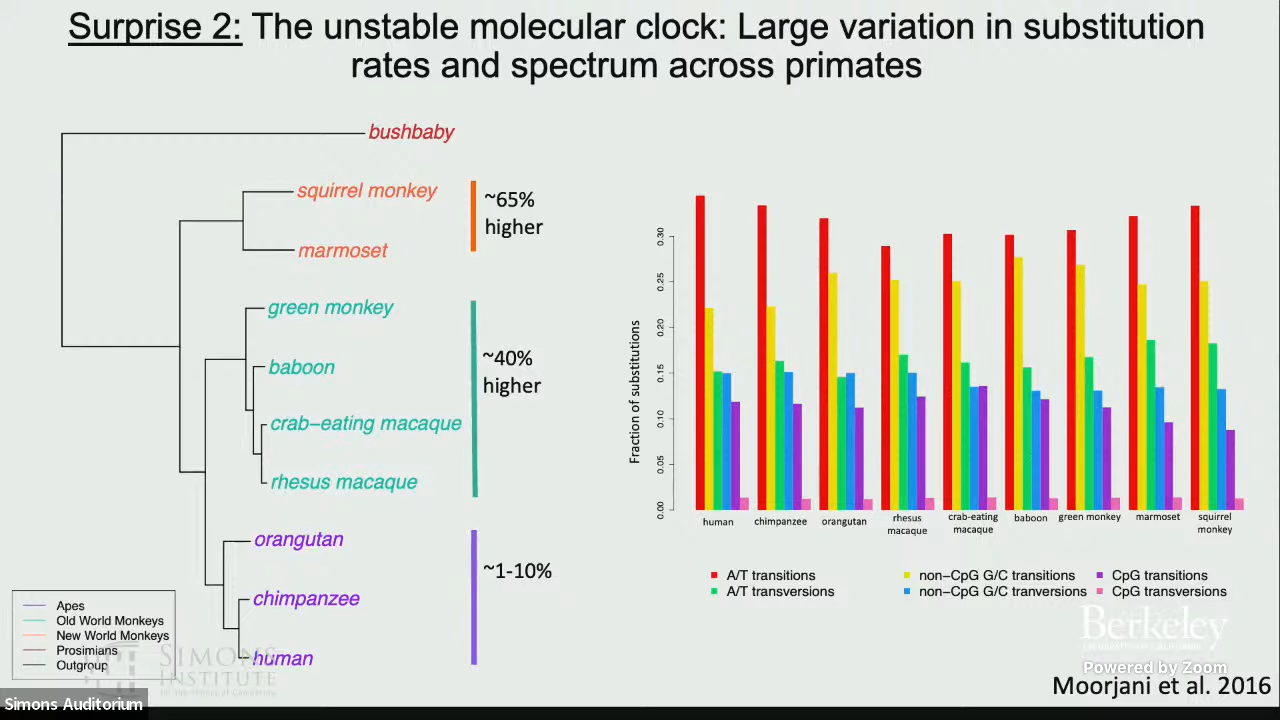 Surprise 2: The unstable molecular clock: Large variation in substitution
rates and spectrum across primates
bushbaby
squirrel monkey
~65%
higher
marmoset
green monkey
baboon
~40%
higher
crab−eating macaque
rhesus macaque
orangutan
~1-10%
chimpanzee
human
Apes
Old World Monkeys
New World Monkeys
Prosimians
Outgroup
SIMONS
INSTITUTE
Simons Auditorium
Fraction of substitutions
0.30
0.25
0.20
0.15
0.10
0.05
0.00
human
chimpanzee
orangutan
rhesus
macaque
crab-eating
macaque
baboon
green monkey
marmoset
squirrel
monkey
A/T transitions
A/T transversions
non-CpG G/C transitions
non-CpG G/C tranversions
CpG transitions
CpG transversions
Berkeley
Powered by Zoom
Moorjani et al. 2016